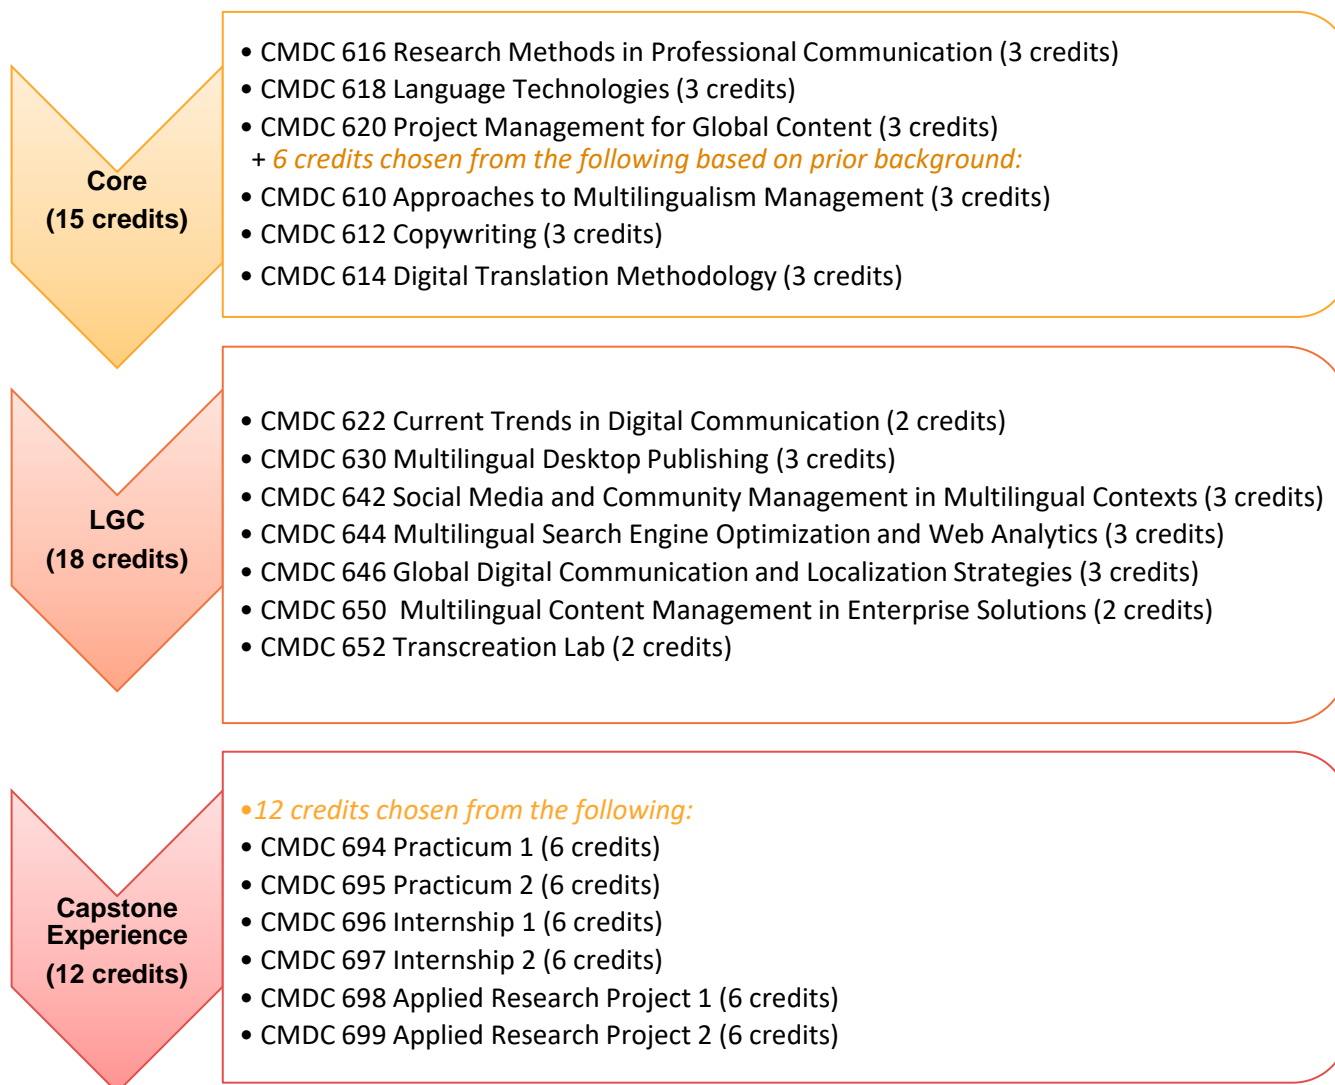 Core
(15 credits)
• CMDC 616 Research Methods in Professional Communication (3 credits)
• CMDC 618 Language Technologies (3 credits)
• CMDC 620 Project Management for Global Content (3 credits)
+ 6 credits chosen from the following based on prior background:
• CMDC 610 Approaches to Multilingualism Management (3 credits)
• CMDC 612 Copywriting (3 credits)
• CMDC 614 Digital Translation Methodology (3 credits)
LGC
(18 credits)
• CMDC 622 Current Trends in Digital Communication (2 credits)
• CMDC 630 Multilingual Desktop Publishing (3 credits)
• CMDC 642 Social Media and Community Management in Multilingual Contexts (3 credits)
• CMDC 644 Multilingual Search Engine Optimization and Web Analytics (3 credits)
• CMDC 646 Global Digital Communication and Localization Strategies (3 credits)
• CMDC 650  Multilingual Content Management in Enterprise Solutions (2 credits)
• CMDC 652 Transcreation Lab (2 credits)
Capstone
Experience
(12 credits)
•12 credits chosen from the following:
• CMDC 694 Practicum 1 (6 credits)
• CMDC 695 Practicum 2 (6 credits)
• CMDC 696 Internship 1 (6 credits)
• CMDC 697 Internship 2 (6 credits)
• CMDC 698 Applied Research Project 1 (6 credits)
• CMDC 699 Applied Research Project 2 (6 credits)